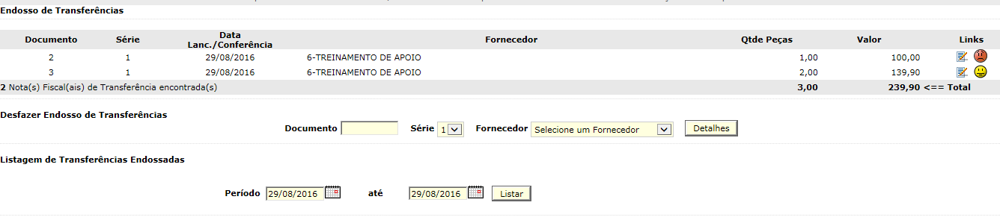 Endosso de Transferências
Documento Série Data Lanc./Conferência Fornecedor Qtde Peças Valor Links
2 1 29/08/2016 6-TREINAMENTO DE APOIO 1,00 100,00
3 1 29/08/2016 6-TREINAMENTO DE APOIO 2,00 139,90
2 Nota(s) Fiscal(ais) de Transferência encontrada(s) 3,00 239,90 <== Total
Desfazer Endosso de Transferências
Documento Série 1 Fornecedor Selecione um Fornecedor Detalhes
Listagem de Transferências Endossadas
Período 29/08/2016 até 29/08/2016 Listar